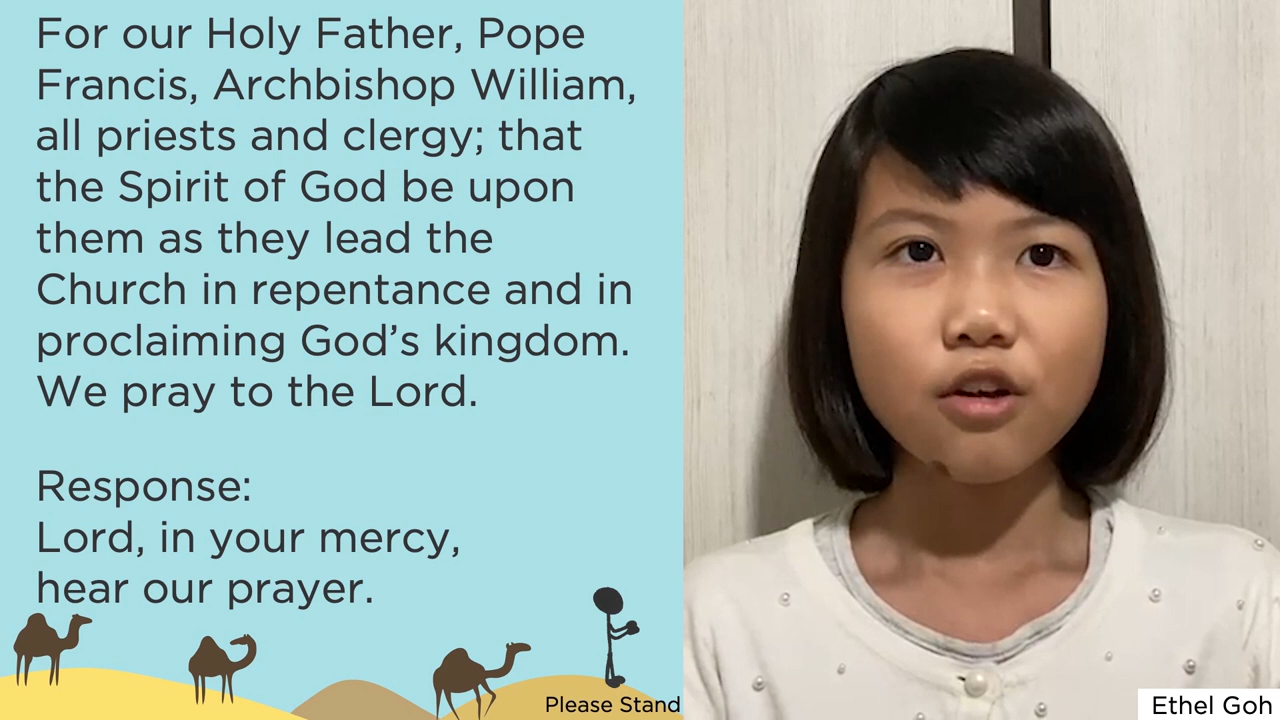 For our Holy Father, Pope
Francis, Archbishop William,
all priests and clergy; that
the Spirit of God be upon
them as they lead the
Church in repentance and in
proclaiming God’s kingdom.
We pray to the Lord.
Response:
Lord, in your mercy,
hear our prayer.
Please Stand
Ethel Goh